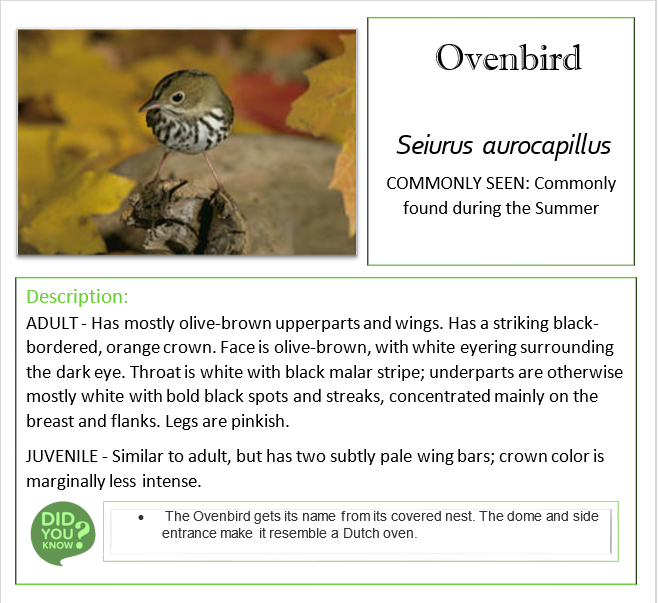 Ovenbird
Seiurus aurocapillus
COMMONLY SEEN: Commonly
found during the Summer
Description:
ADULT - Has mostly olive-brown upperparts and wings. Has a striking black-
bordered, orange crown. Face is olive-brown, with white eyering surrounding
the dark eye. Throat is white with black malar stripe; underparts are otherwise
mostly white with bold black spots and streaks, concentrated mainly on the
breast and flanks. Legs are pinkish.
JUVENILE - Similar to adult, but has two subtly pale wing bars; crown color is
marginally less intense.
DID
YOU
KNOW?
• The Ovenbird gets its name from its covered nest. The dome and side
entrance make it resemble a Dutch oven.